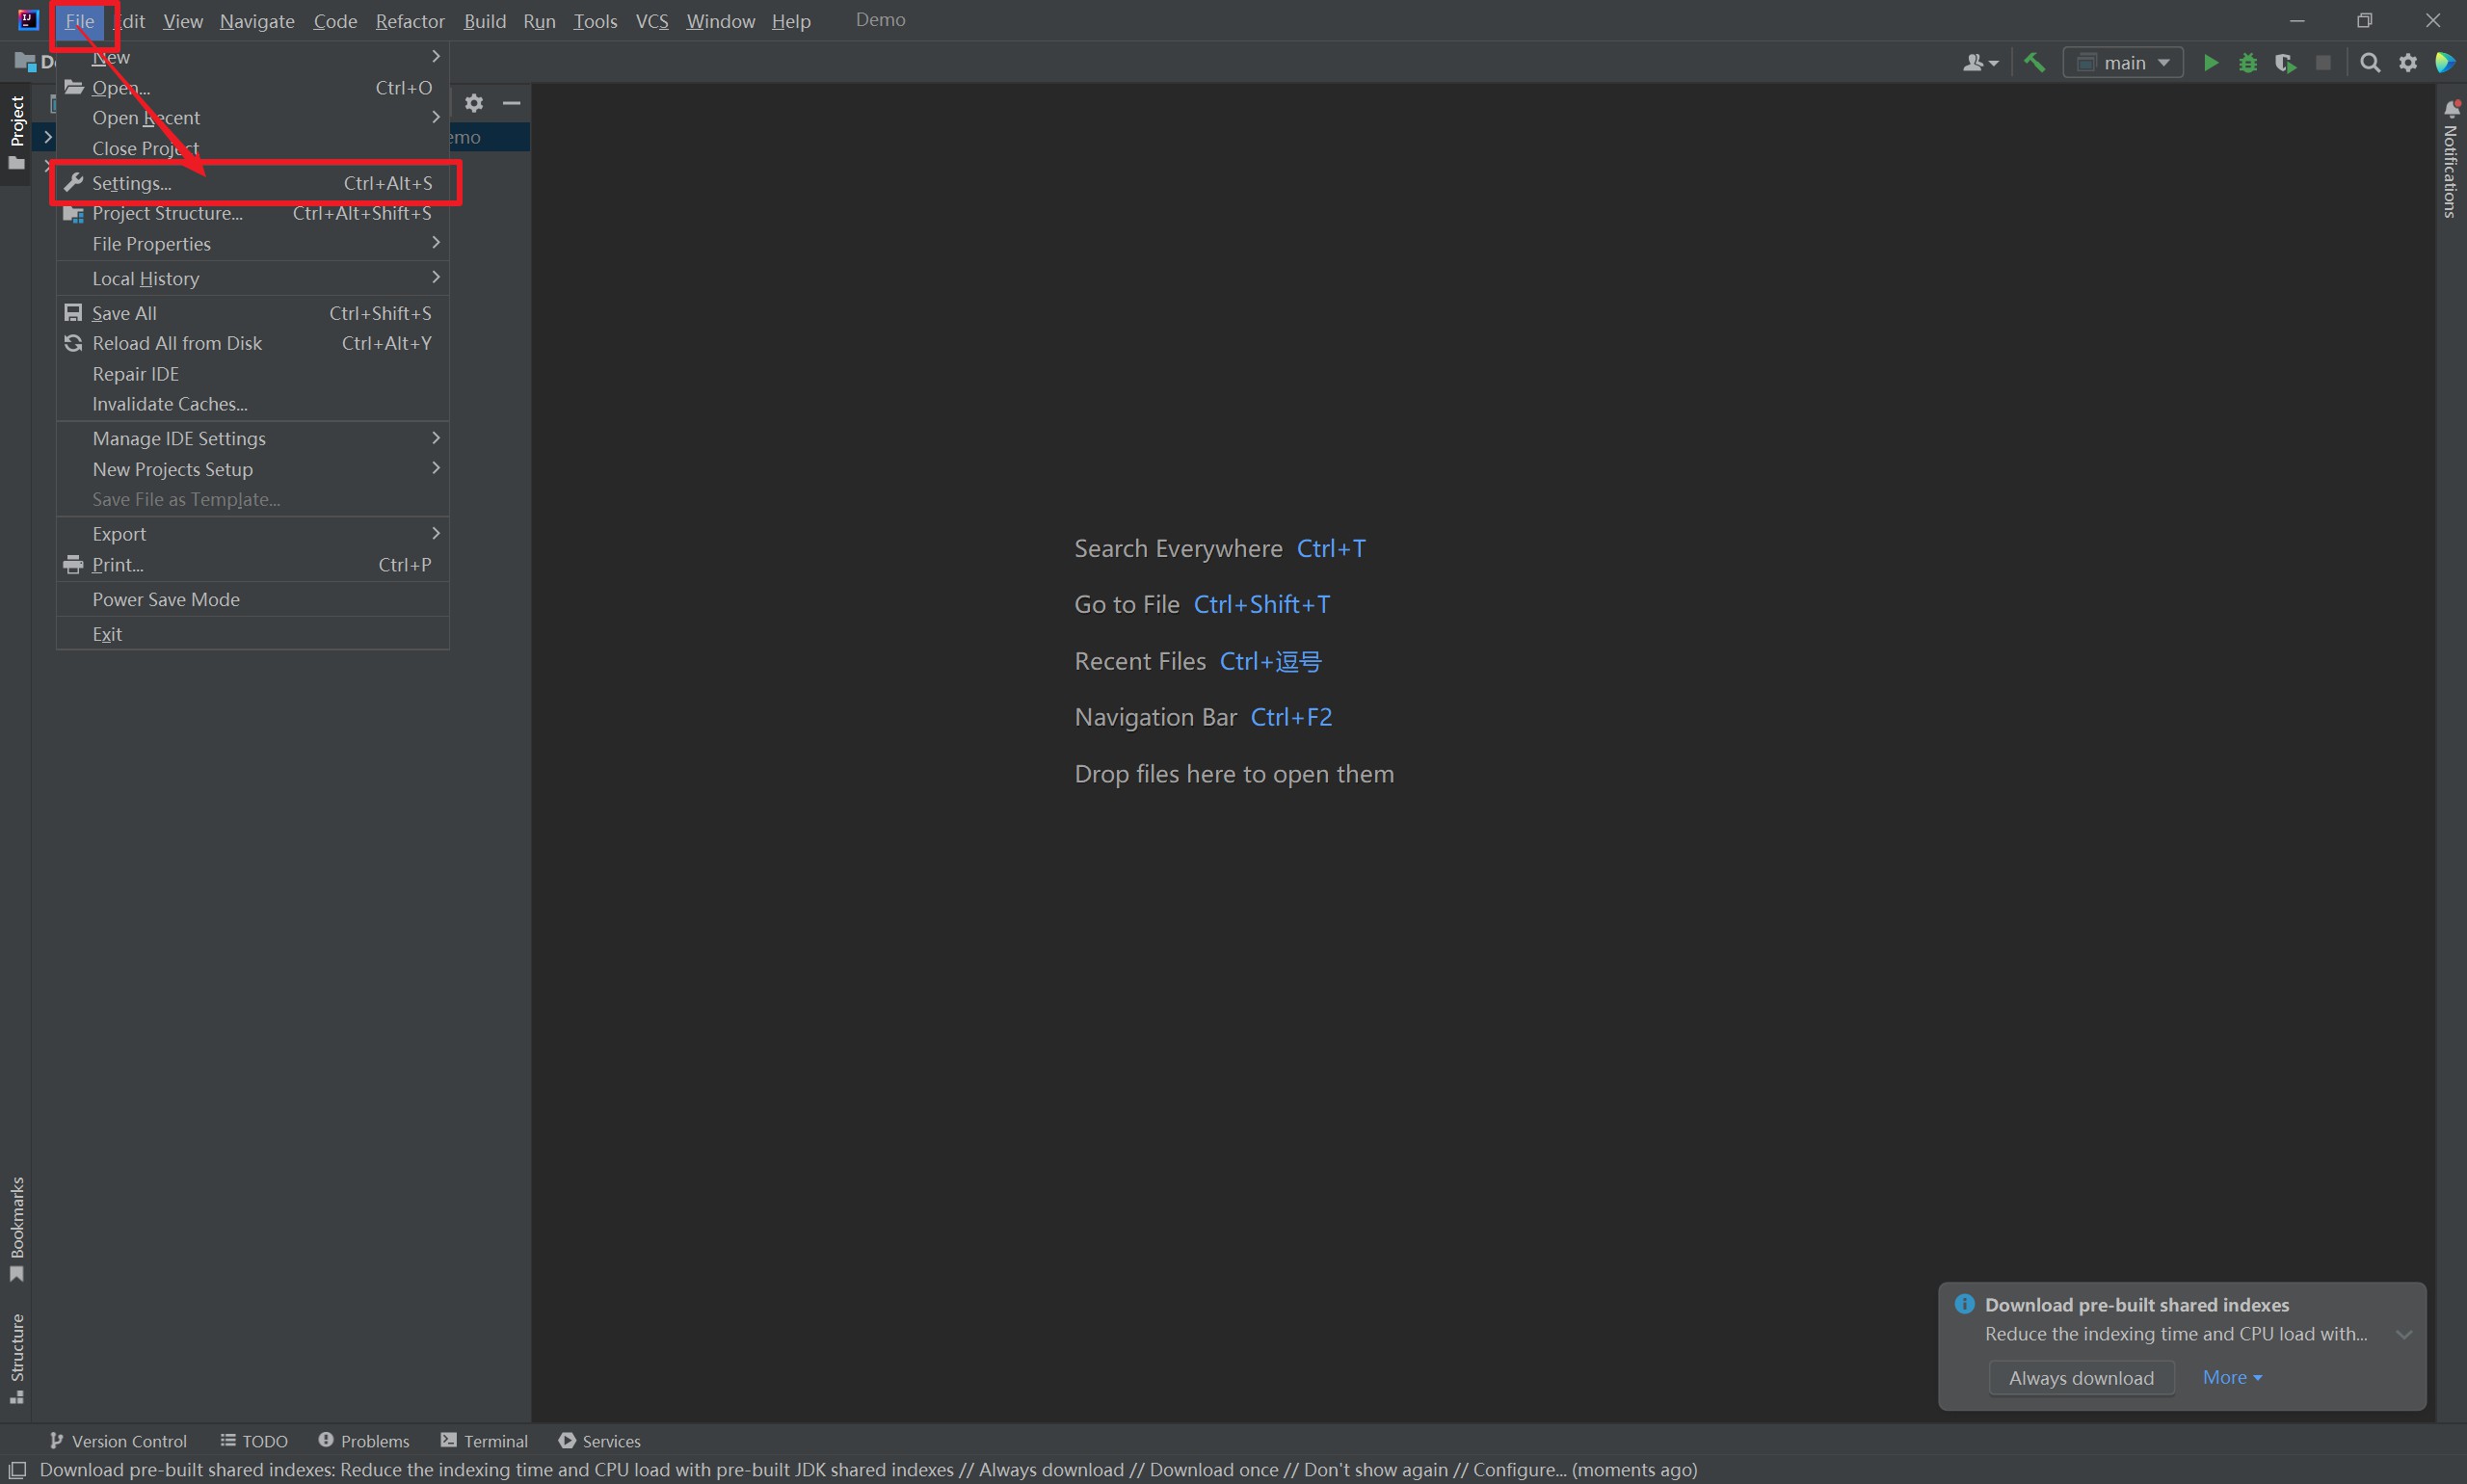 File Edit View Navigate Code Refactor Build Run Tools VCS Window Help Demo
main
New
Open... Ctrl+O
Open Recent
Close Project
Settings... Ctrl+Alt+S
Project Structure... Ctrl+Alt+Shift+S
File Properties
Local History
Save All Ctrl+Shift+S
Reload All from Disk Ctrl+Alt+Y
Repair IDE
Invalidate Caches...
Manage IDE Settings
New Projects Setup
Save File as Template...
Export
Print... Ctrl+P
Power Save Mode
Exit
Project
Bookmarks
Structure
Search Everywhere Ctrl+T
Go to File Ctrl+Shift+T
Recent Files Ctrl+逗号
Navigation Bar Ctrl+F2
Drop files here to open them
Notifications
Download pre-built shared indexes
Reduce the indexing time and CPU load with...
Always download More
Version Control TODO Problems Terminal Services
Download pre-built shared indexes: Reduce the indexing time and CPU load with pre-built JDK shared indexes // Always download // Download once // Don't show again // Configure... (moments ago)